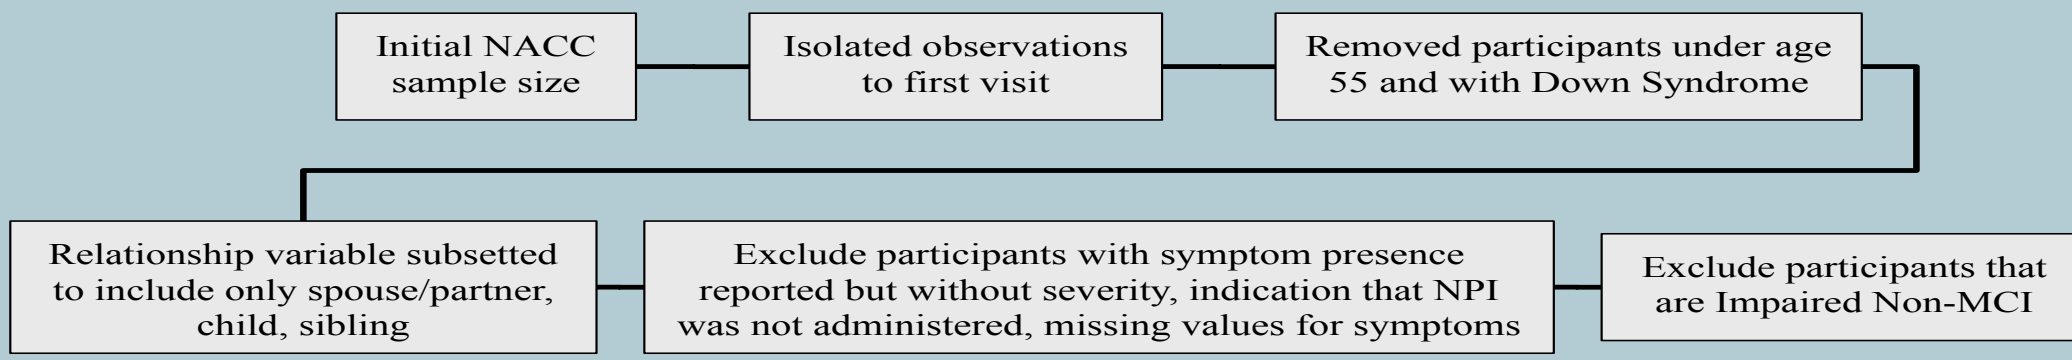 Initial NACC
sample size
Isolated observations
to first visit
Removed participants under age
55 and with Down Syndrome
Relationship variable subsetted
to include only spouse/partner,
child, sibling
Exclude participants with symptom presence
reported but without severity, indication that NPI
was not administered, missing values for symptoms
Exclude participants that
are Impaired Non-MCI